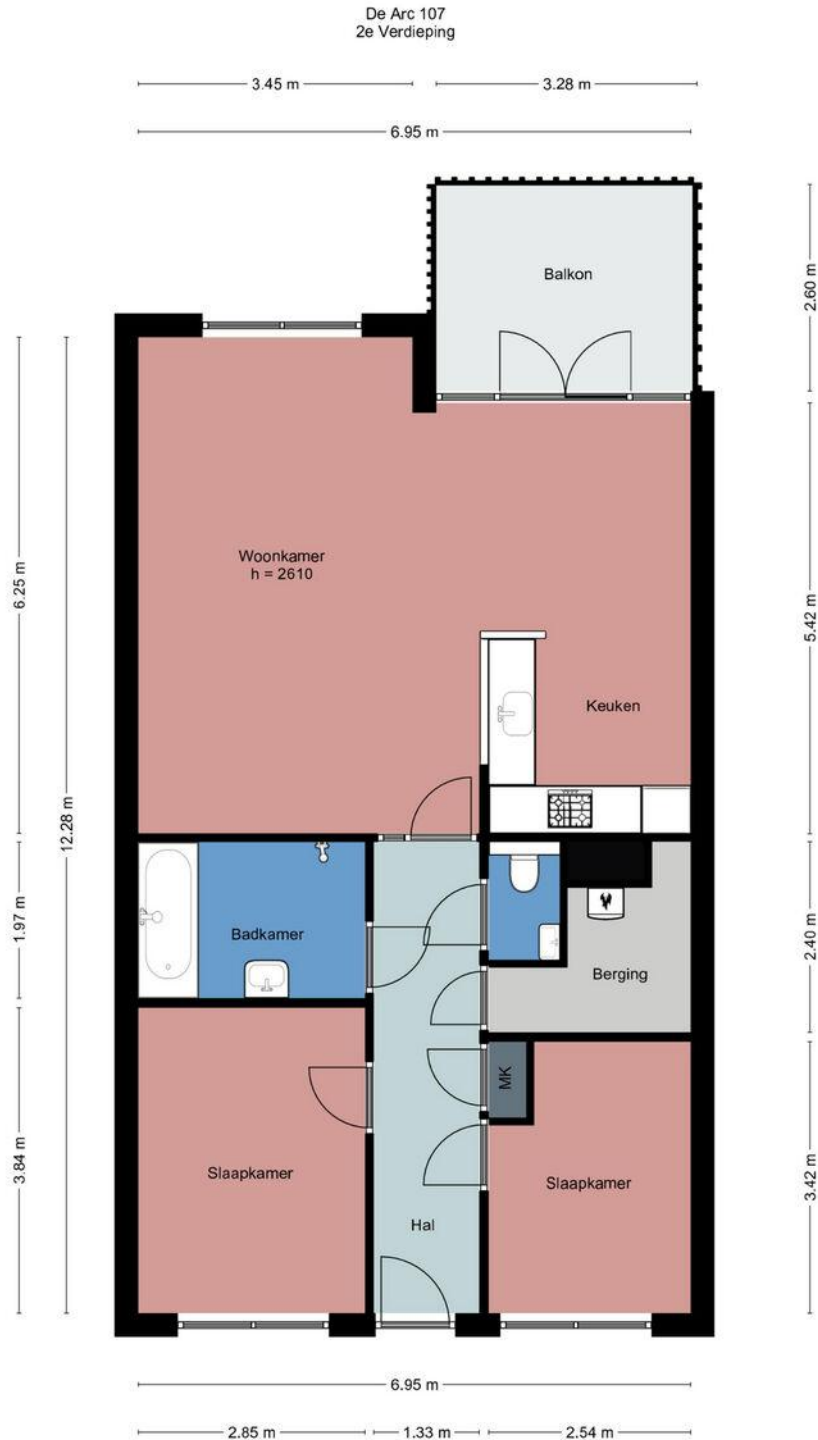 De Arc 107
2e Verdieping
3.45 m
3.28 m
6.95 m
Balkon
2.60 m
Woonkamer
h = 2610
6.25 m
5.42 m
Keuken
12.28 m
Badkamer
1.97 m
Berging
2.40 m
MK
Slaapkamer
Slaapkamer
3.84 m
3.42 m
Hal
6.95 m
2.85 m
1.33 m
2.54 m